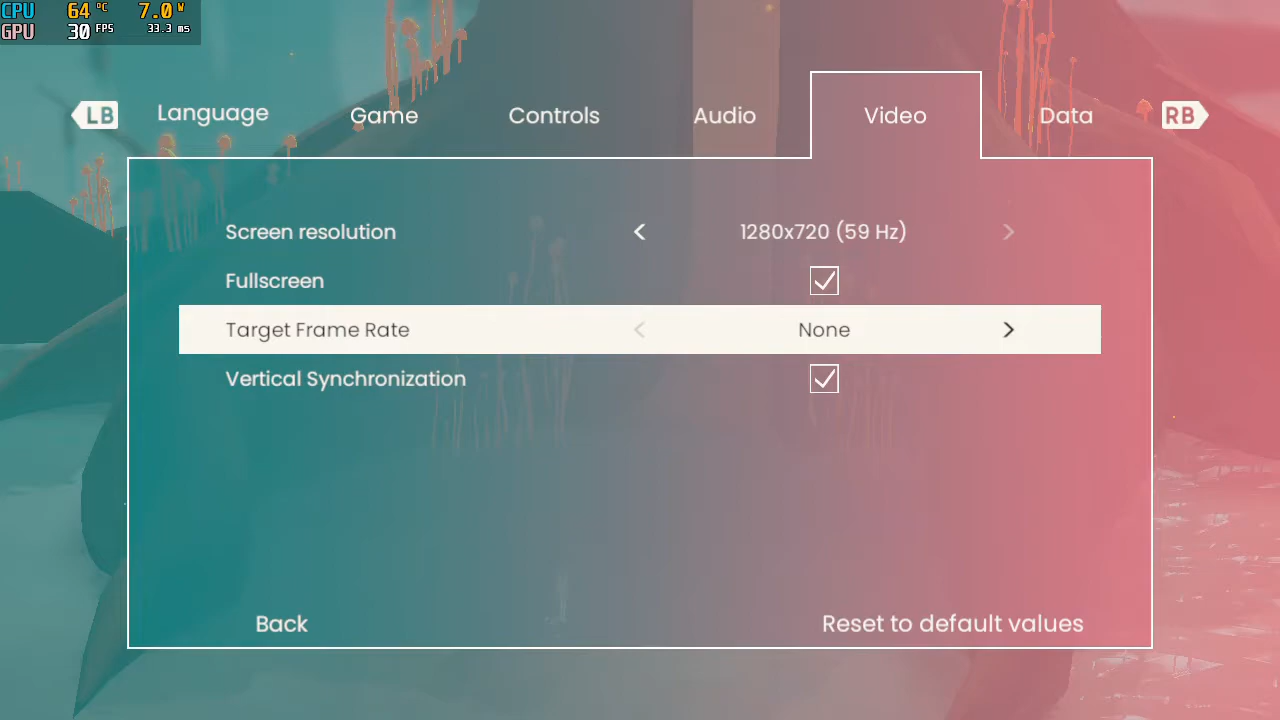 CPU 64 °C 7.0 W
GPU 30 FPS 33.3 ms
LB Language Game Controls Audio Video Data RB
Screen resolution < 1280x720 (59 Hz) >
Fullscreen
Target Frame Rate < None >
Vertical Synchronization
Back Reset to default values